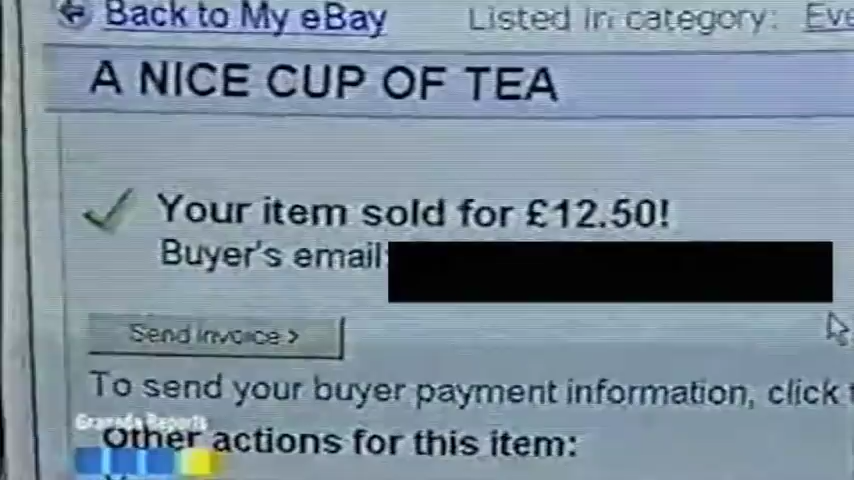 Back to My eBay Listed in category: Eve
A NICE CUP OF TEA
Your item sold for £12.50!
Buyer's email:
Send invoice >
To send your buyer payment information, click t
Granada Reports
Other actions for this item: